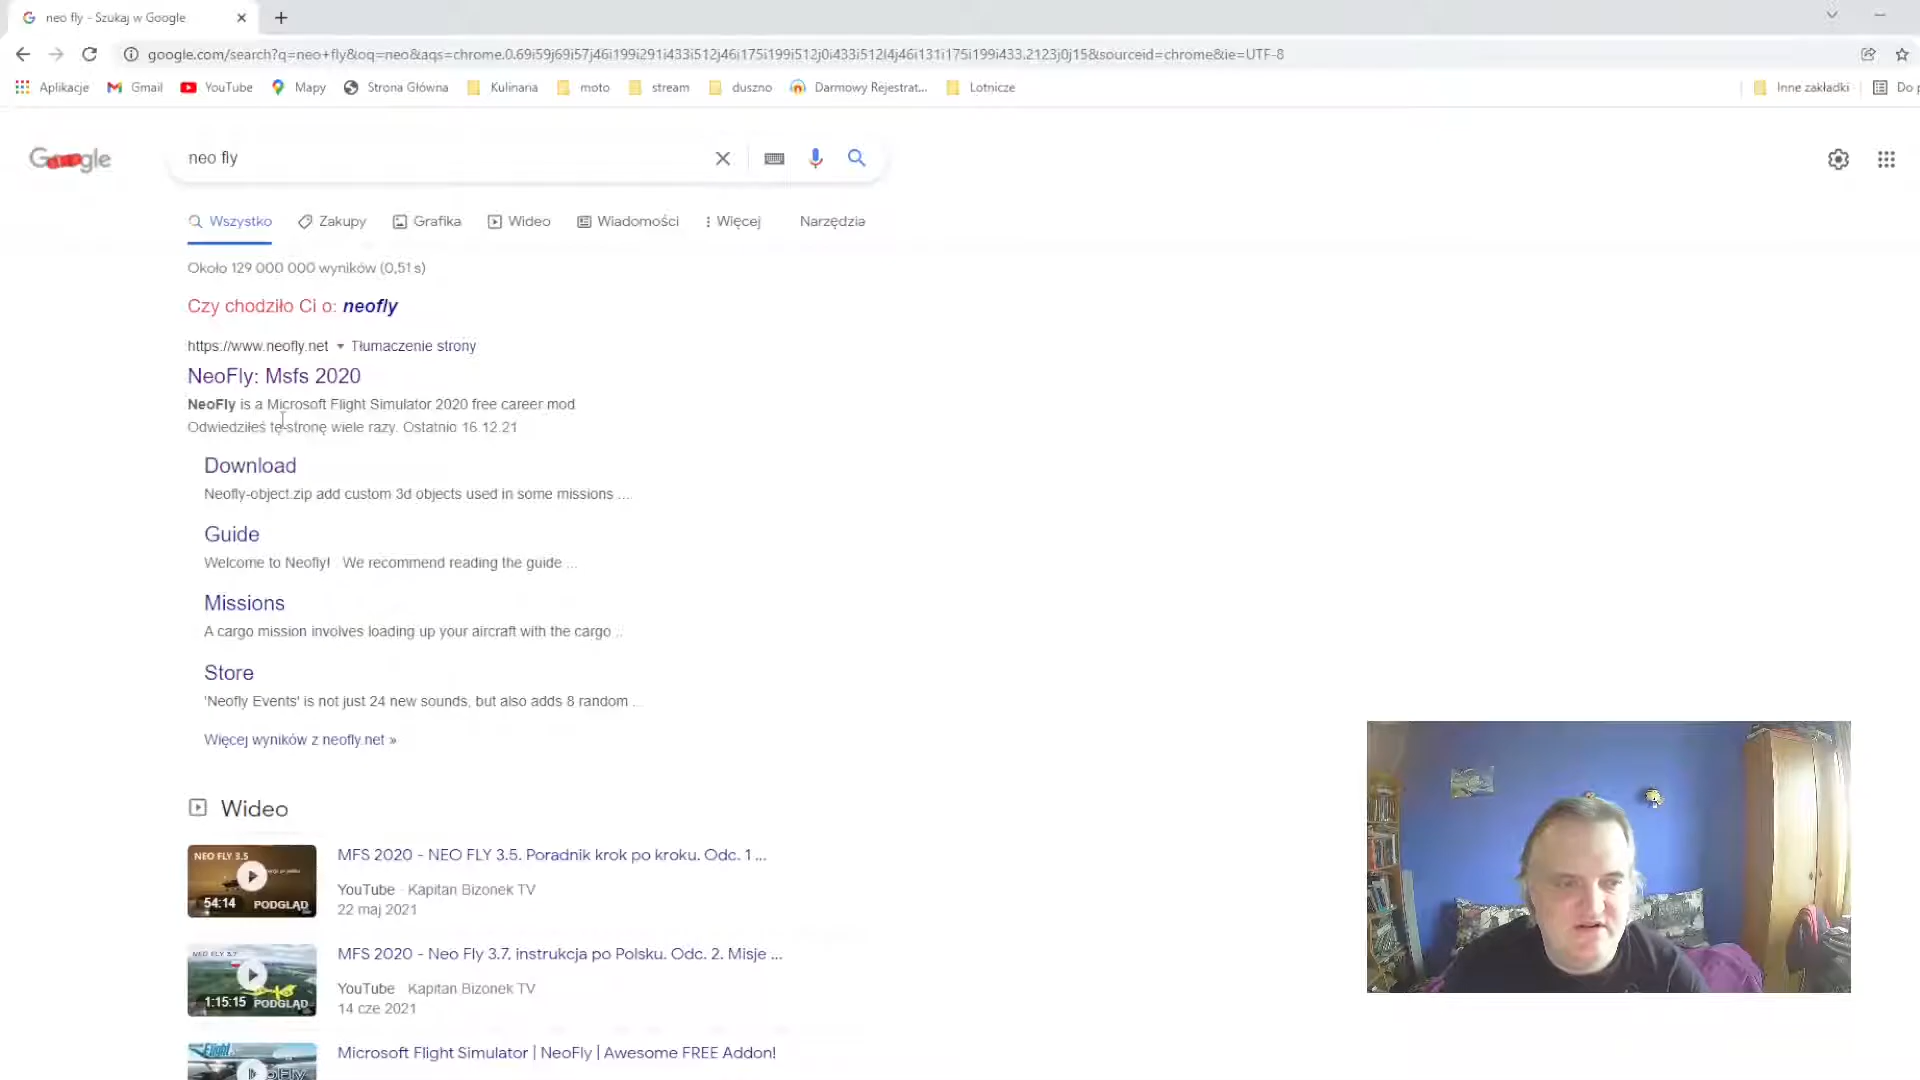 neo fly - Szukaj w Google
google.com/search?q=neo+fly&oq=neo&aqs=chrome.0.69i59j69i57j46i199i291i433i512j46i175i199i512j0i433i512l4j46i131i175i199i433.2123j0j15&sourceid=chrome&ie=UTF-8
Aplikacje Gmail YouTube Mapy Strona Główna Kulinaria moto stream duszno Darmowy Rejestrat... Lotnicze Inne zakładki Do
neo fly
Wszystko Zakupy Grafika Wideo Wiadomości Więcej Narzędzia
Około 129 000 000 wyników (0,51 s)
Czy chodziło Ci o: neofly
https://www.neofly.net Tłumaczenie strony
NeoFly: Msfs 2020
NeoFly is a Microsoft Flight Simulator 2020 free career mod
Odwiedziłeś tę stronę wiele razy. Ostatnio 16.12.21
Download
Neofly-object.zip add custom 3d objects used in some missions ...
Guide
Welcome to Neofly! We recommend reading the guide ...
Missions
A cargo mission involves loading up your aircraft with the cargo ...
Store
'Neofly Events' is not just 24 new sounds, but also adds 8 random ...
Więcej wyników z neofly.net »
Wideo
NEO FLY 3.5
54:14 PODGLĄD
MFS 2020 - NEO FLY 3.5. Poradnik krok po kroku. Odc. 1 ...
YouTube · Kapitan Bizonek TV
22 maj 2021
NEO FLY 3.7
1:15:15 PODGLĄD
MFS 2020 - Neo Fly 3.7. instrukcja po Polsku. Odc. 2. Misje ...
YouTube Kapitan Bizonek TV
14 cze 2021
Flight
NeoFly
Microsoft Flight Simulator | NeoFly | Awesome FREE Addon!